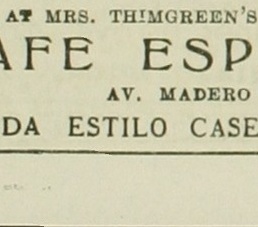 AT MRS. THIMGREEN'S
AFE ESP
AV. MADERO
DA ESTILO CASE